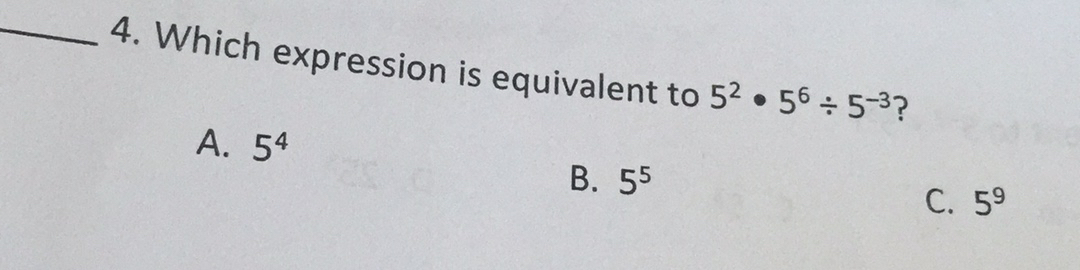 4. Which expression is equivalent to 5² • 5⁶ ÷ 5⁻³?
A. 5⁴
B. 5⁵
C. 5⁹